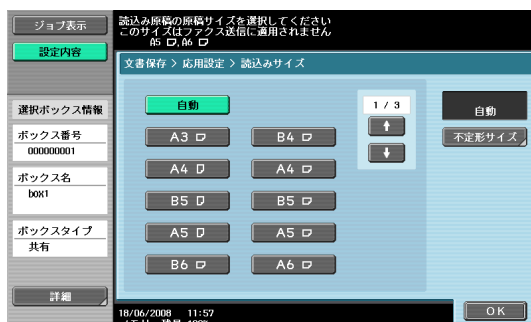 ジョブ表示
設定内容
読込み原稿の原稿サイズを選択してください
このサイズはファクス送信に適用されません
A5 A6
文書保存 > 応用設定 > 読込みサイズ
選択ボックス情報
ボックス番号
000000001
ボックス名
box1
ボックスタイプ
共有
詳細
自動
1 / 3
A3
B4
↑
↓
A4
A4
B5
B5
A5
A5
B6
A6
自動
不定形サイズ
18/06/2008 11:57
OK